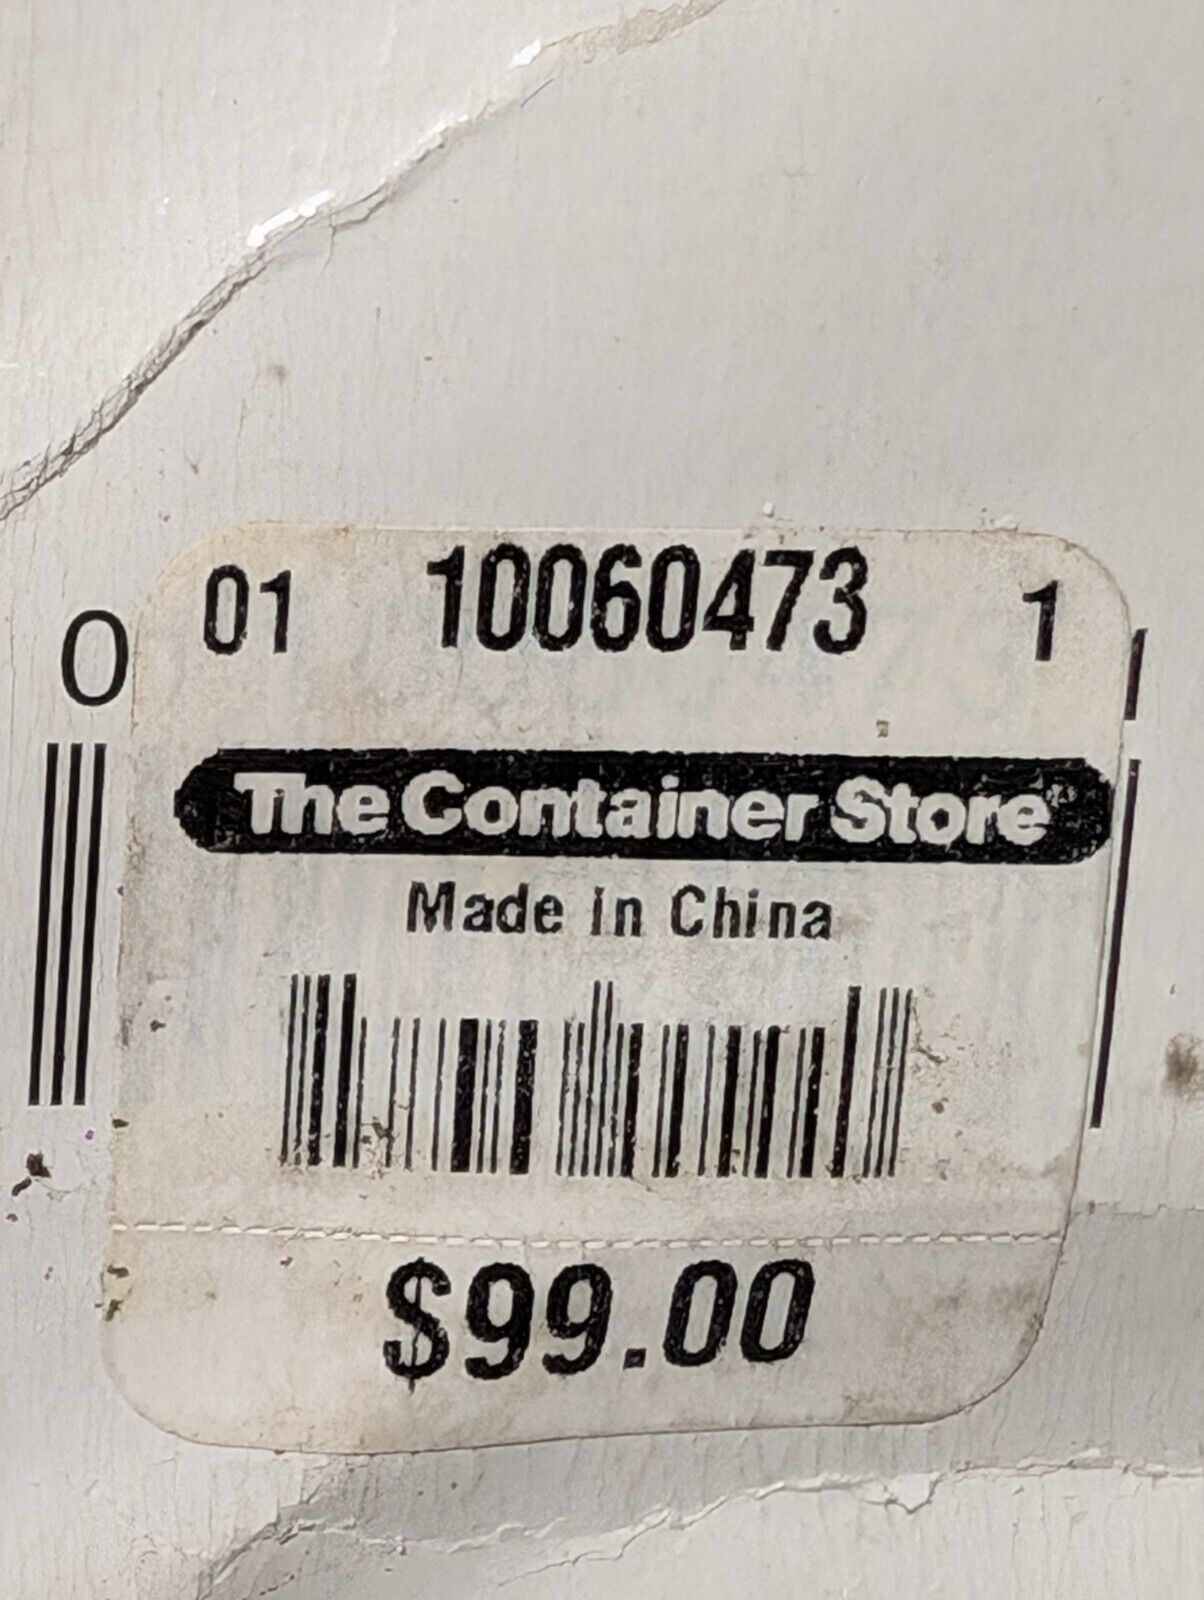 01 10060473 1
0
The Container Store®
Made in China
$99.00